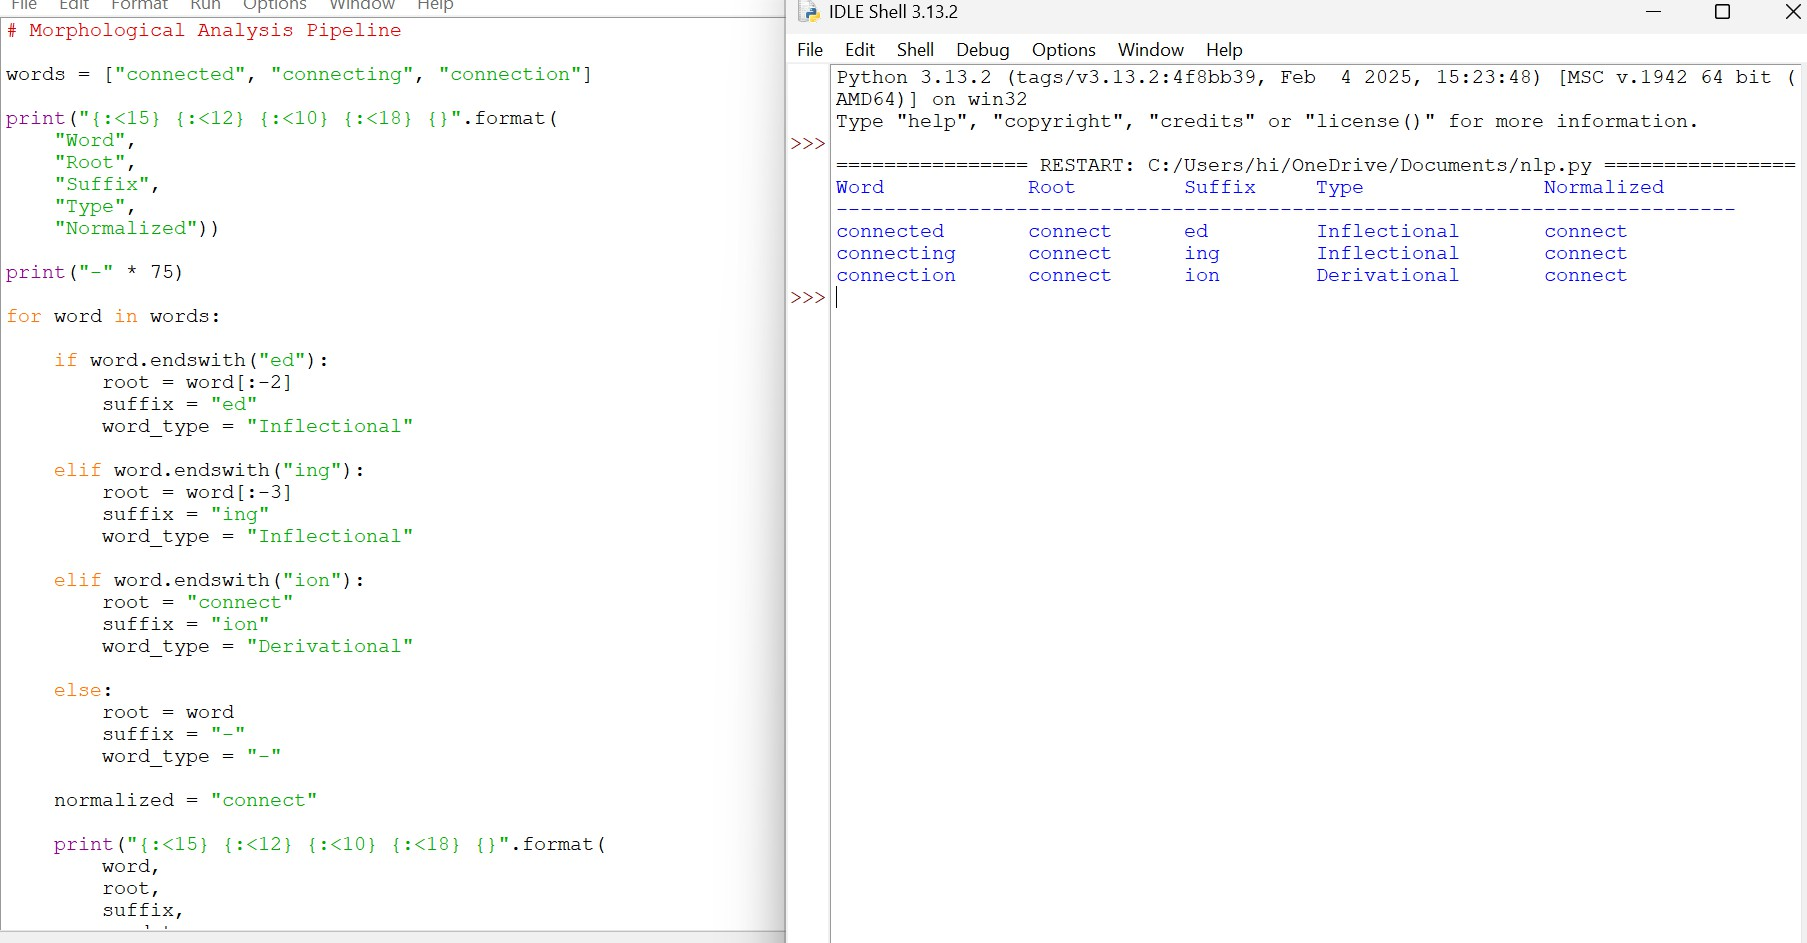 File Edit Format Run Options Window Help
# Morphological Analysis Pipeline
words = ["connected", "connecting", "connection"]
print("{:<15} {:<12} {:<10} {:<18} {}".format(
    "Word",
    "Root",
    "Suffix",
    "Type",
    "Normalized"))
print("-" * 75)
for word in words:
    if word.endswith("ed"):
        root = word[:-2]
        suffix = "ed"
        word_type = "Inflectional"
    elif word.endswith("ing"):
        root = word[:-3]
        suffix = "ing"
        word_type = "Inflectional"
    elif word.endswith("ion"):
        root = "connect"
        suffix = "ion"
        word_type = "Derivational"
    else:
        root = word
        suffix = "-"
        word_type = "-"
    normalized = "connect"
    print("{:<15} {:<12} {:<10} {:<18} {}".format(
        word,
        root,
        suffix,
IDLE Shell 3.13.2
File Edit Shell Debug Options Window Help
Python 3.13.2 (tags/v3.13.2:4f8bb39, Feb  4 2025, 15:23:48) [MSC v.1942 64 bit (
AMD64)] on win32
Type "help", "copyright", "credits" or "license()" for more information.
>>>
================ RESTART: C:/Users/hi/OneDrive/Documents/nlp.py ================
Word            Root         Suffix     Type               Normalized
---------------------------------------------------------------------------
connected       connect      ed         Inflectional       connect
connecting      connect      ing        Inflectional       connect
connection      connect      ion        Derivational       connect
>>>